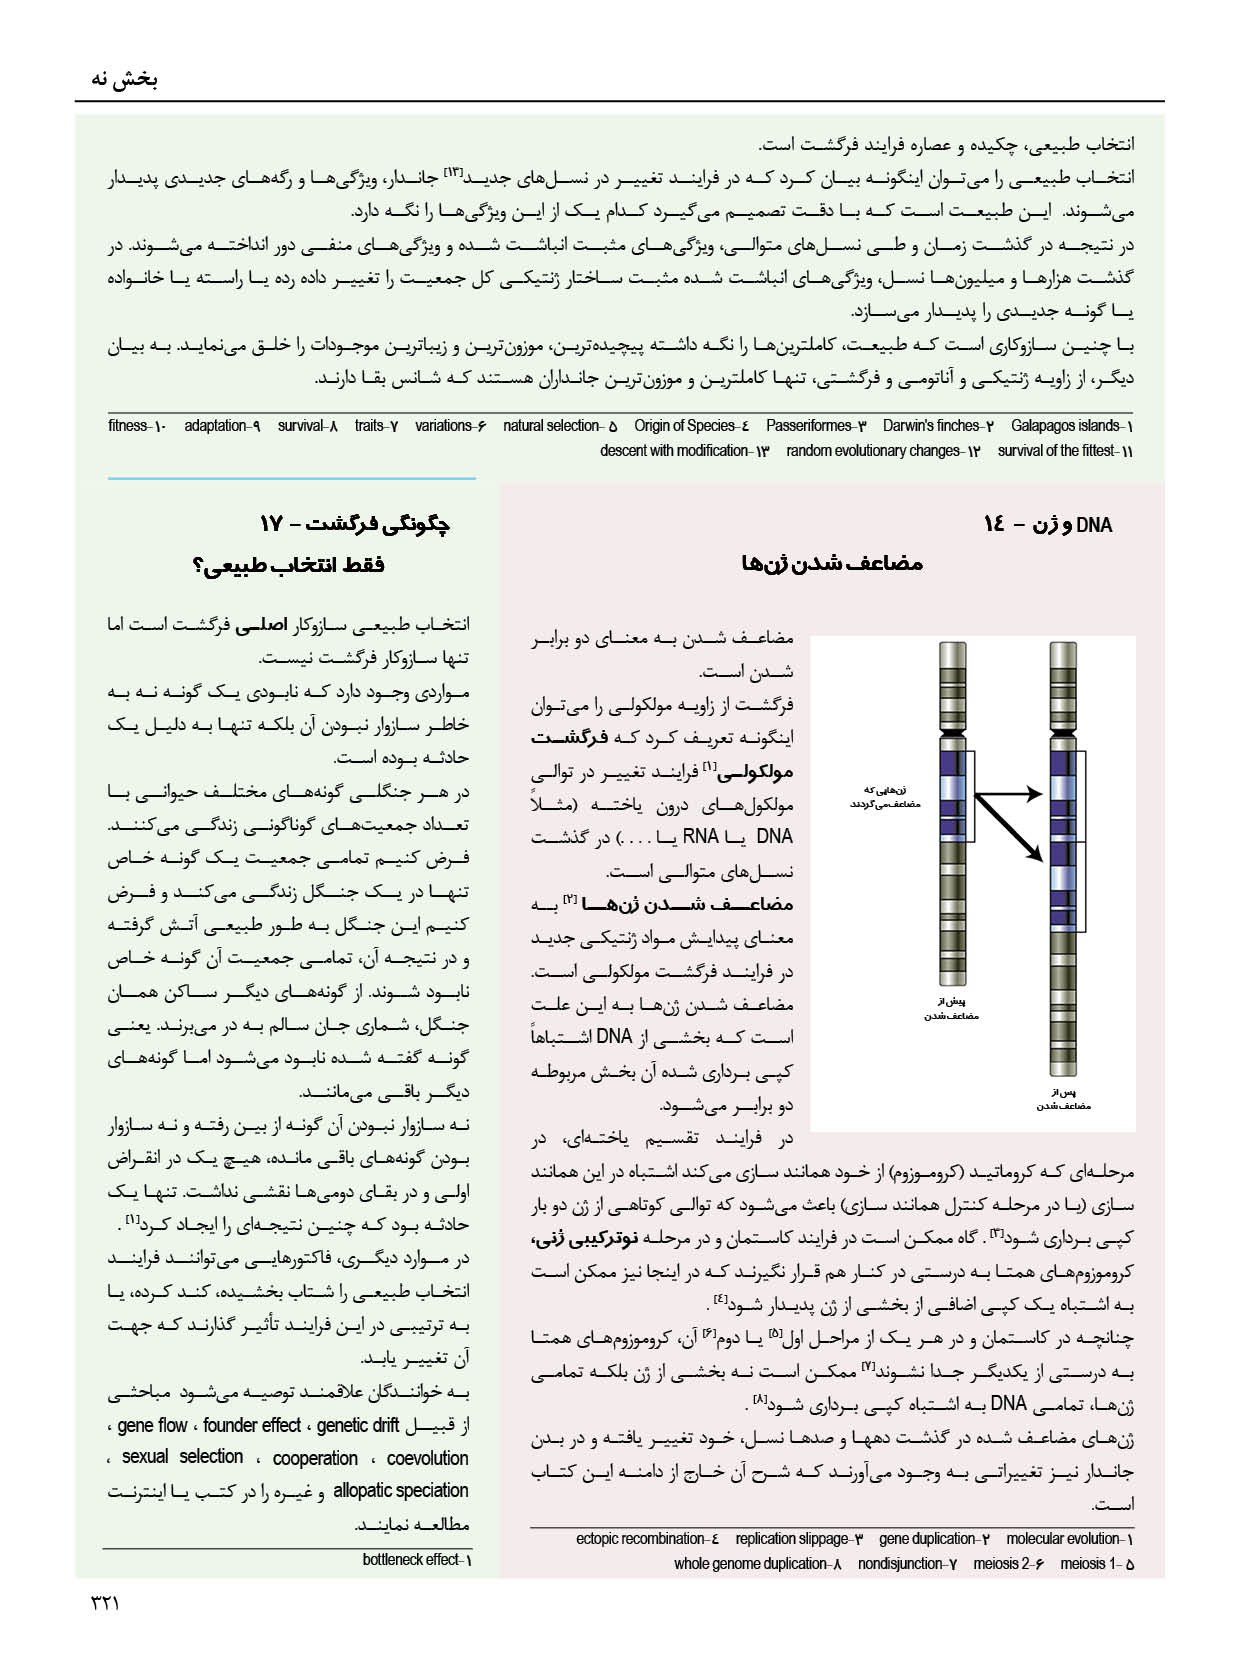 بخش نه
انتخاب طبیعی، چکیده و عصاره فرایند فرگشت است.
انتخاب طبیعی را می‌توان اینگونه بیان کرد که در فرایند تغییر در نسل‌های جدید[۱۳] جاندار، ویژگی‌ها و رگه‌های جدیدی پدیدار
می‌شوند. این طبیعت است که با دقت تصمیم می‌گیرد کدام یک از این ویژگی‌ها را نگه دارد.
در نتیجه در گذشت زمان و طی نسل‌های متوالی، ویژگی‌های مثبت انباشت شده و ویژگی‌های منفی دور انداخته می‌شوند. در
گذشت هزارها و میلیون‌ها نسل، ویژگی‌های انباشت شده مثبت ساختار ژنتیکی کل جمعیت را تغییر داده رده یا راسته یا خانواده
یا گونه جدیدی را پدیدار می‌سازد.
با چنین سازوکاری است که طبیعت، کاملترین‌ها را نگه داشته پیچیده‌ترین، موزون‌ترین و زیباترین موجودات را خلق می‌نماید. به بیان
دیگر، از زاویه ژنتیکی و آناتومی و فرگشتی، تنها کاملترین و موزون‌ترین جانداران هستند که شانس بقا دارند.
۱-Galapagos islands ۲-Darwin's finches ۳-Passeriformes ۴-Origin of Species ۵-natural selection ۶-variations ۷-traits ۸-survival ۹-adaptation ۱۰-fitness
۱۱-survival of the fittest ۱۲-random evolutionary changes ۱۳-descent with modification
DNA و ژن – ۱۴
مضاعف شدن ژن‌ها
مضاعف شدن به معنای دو برابر
شدن است.
فرگشت از زاویه مولکولی را می‌توان
اینگونه تعریف کرد که فرگشت
مولکولی[۱] فرایند تغییر در توالی
مولکول‌های درون یاخته (مثلاً
DNA یا RNA یا . . . .) در گذشت
نسل‌های متوالی است.
مضاعف شدن ژن‌ها [۲] به
معنای پیدایش مواد ژنتیکی جدید
در فرایند فرگشت مولکولی است.
مضاعف شدن ژن‌ها به این علت
است که بخشی از DNA اشتباهاً
کپی برداری شده آن بخش مربوطه
دو برابر می‌شود.
در فرایند تقسیم یاخته‌ای، در
مرحله‌ای که کروماتید (کروموزوم) از خود همانند سازی می‌کند اشتباه در این همانند
سازی (یا در مرحله کنترل همانند سازی) باعث می‌شود که توالی کوتاهی از ژن دو بار
کپی برداری شود[۳] . گاه ممکن است در فرایند کاستمان و در مرحله نوترکیبی ژنی،
کروموزوم‌های همتا به درستی در کنار هم قرار نگیرند که در اینجا نیز ممکن است
به اشتباه یک کپی اضافی از بخشی از ژن پدیدار شود[۴] .
چنانچه در کاستمان و در هر یک از مراحل اول[۵] یا دوم[۶] آن، کروموزوم‌های همتا
به درستی از یکدیگر جدا نشوند[۷] ممکن است نه بخشی از ژن بلکه تمامی
ژن‌ها، تمامی DNA به اشتباه کپی برداری شود[۸] .
ژن‌های مضاعف شده در گذشت دهها و صدها نسل، خود تغییر یافته و در بدن
جاندار نیز تغییراتی به وجود می‌آورند که شرح آن خارج از دامنه این کتاب
است.
ژن‌هایی که
مضاعف می‌گردند
پیش از
مضاعف شدن
پس از
مضاعف شدن
۱-molecular evolution ۲-gene duplication ۳-replication slippage ۴-ectopic recombination
۵ -meiosis 1 ۶-meiosis 2 ۷-nondisjunction ۸-whole genome duplication
چگونگی فرگشت – ۱۷
فقط انتخاب طبیعی؟
انتخاب طبیعی سازوکار اصلی فرگشت است اما
تنها سازوکار فرگشت نیست.
مواردی وجود دارد که نابودی یک گونه نه به
خاطر سازوار نبودن آن بلکه تنها به دلیل یک
حادثه بوده است.
در هر جنگلی گونه‌های مختلف حیوانی با
تعداد جمعیت‌های گوناگونی زندگی می‌کنند.
فرض کنیم تمامی جمعیت یک گونه خاص
تنها در یک جنگل زندگی می‌کند و فرض
کنیم این جنگل به طور طبیعی آتش گرفته
و در نتیجه آن، تمامی جمعیت آن گونه خاص
نابود شوند. از گونه‌های دیگر ساکن همان
جنگل، شماری جان سالم به در می‌برند. یعنی
گونه گفته شده نابود می‌شود اما گونه‌های
دیگر باقی می‌مانند.
نه سازوار نبودن آن گونه از بین رفته و نه سازوار
بودن گونه‌های باقی مانده، هیچ یک در انقراض
اولی و در بقای دومی‌ها نقشی نداشت. تنها یک
حادثه بود که چنین نتیجه‌ای را ایجاد کرد[۱] .
در موارد دیگری، فاکتورهایی می‌توانند فرایند
انتخاب طبیعی را شتاب بخشیده، کند کرده، یا
به ترتیبی در این فرایند تأثیر گذارند که جهت
آن تغییر یابد.
به خوانندگان علاقمند توصیه می‌شود مباحثی
از قبیل genetic drift ، founder effect ، gene flow ،
coevolution ، cooperation ، sexual selection ،
allopatic speciation و غیره را در کتب یا اینترنت
مطالعه نمایند.
۱-bottleneck effect
۳۲۱